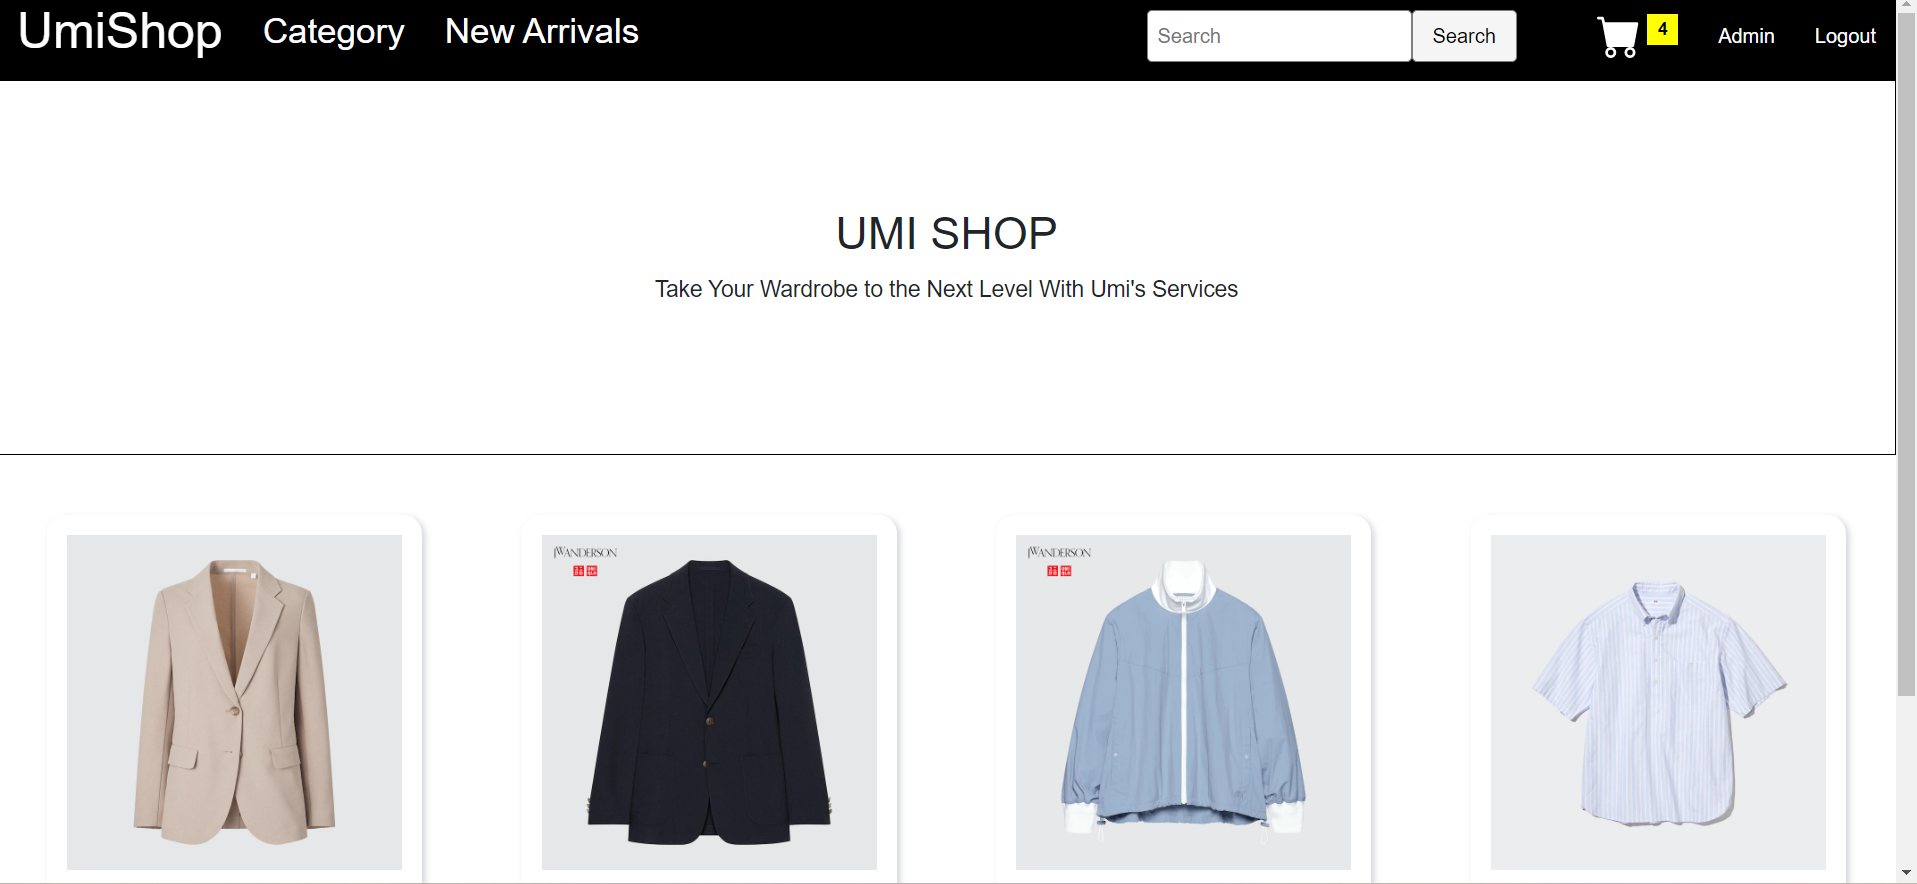 UmiShop Category New Arrivals Search Search 4 Admin Logout
UMI SHOP
Take Your Wardrobe to the Next Level With Umi's Services
JWANDERSON
JWANDERSON